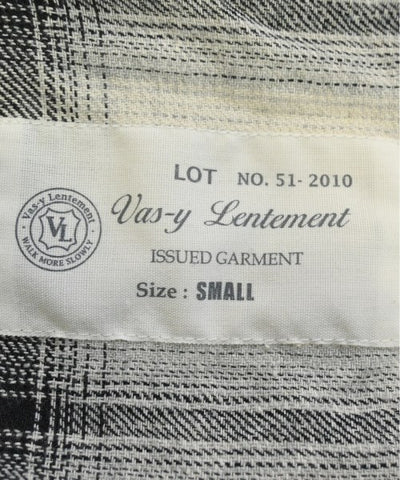 LOT NO. 51-2010
Vas-y Lentement
VL
WALK MORE SLOWLY
Vas-y Lentement
ISSUED GARMENT
Size : SMALL